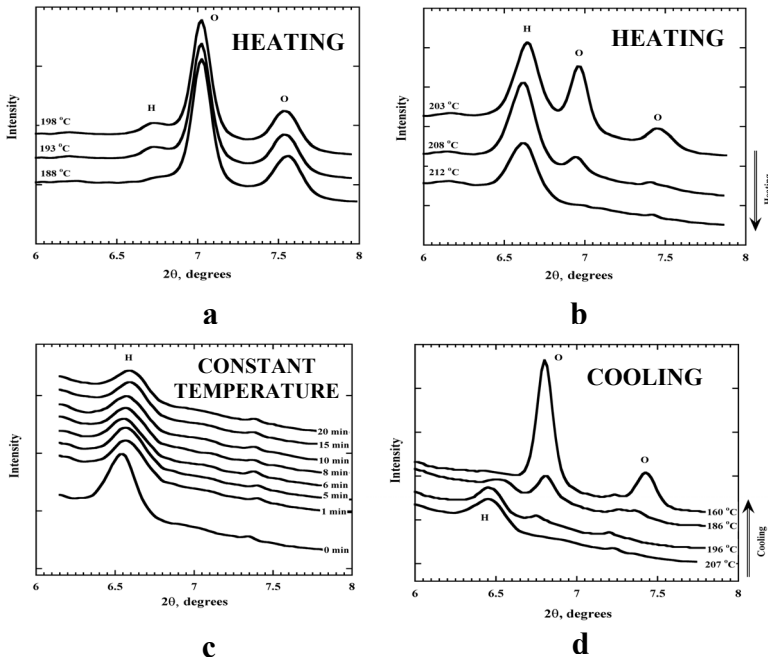 HEATING
O
H
O
198 °C
193 °C
188 °C
Intensity
6 6.5 7 7.5 8
2θ, degrees
a
HEATING
H
O
O
203 °C
208 °C
212 °C
Intensity
Heating
6 6.5 7 7.5 8
2θ, degrees
b
CONSTANT
TEMPERATURE
H
20 min
15 min
10 min
8 min
6 min
5 min
1 min
0 min
Intensity
6 6.5 7 7.5 8
2θ, degrees
c
COOLING
O
O
H
160 °C
186 °C
196 °C
207 °C
Intensity
Cooling
6 6.5 7 7.5 8
2θ, degrees
d